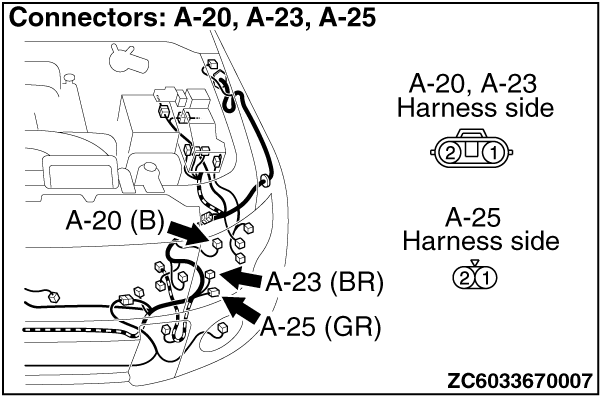 Connectors: A-20, A-23, A-25
A-20, A-23
Harness side
2 1
A-20 (B)
A-25
Harness side
2 1
A-23 (BR)
A-25 (GR)
ZC6033670007